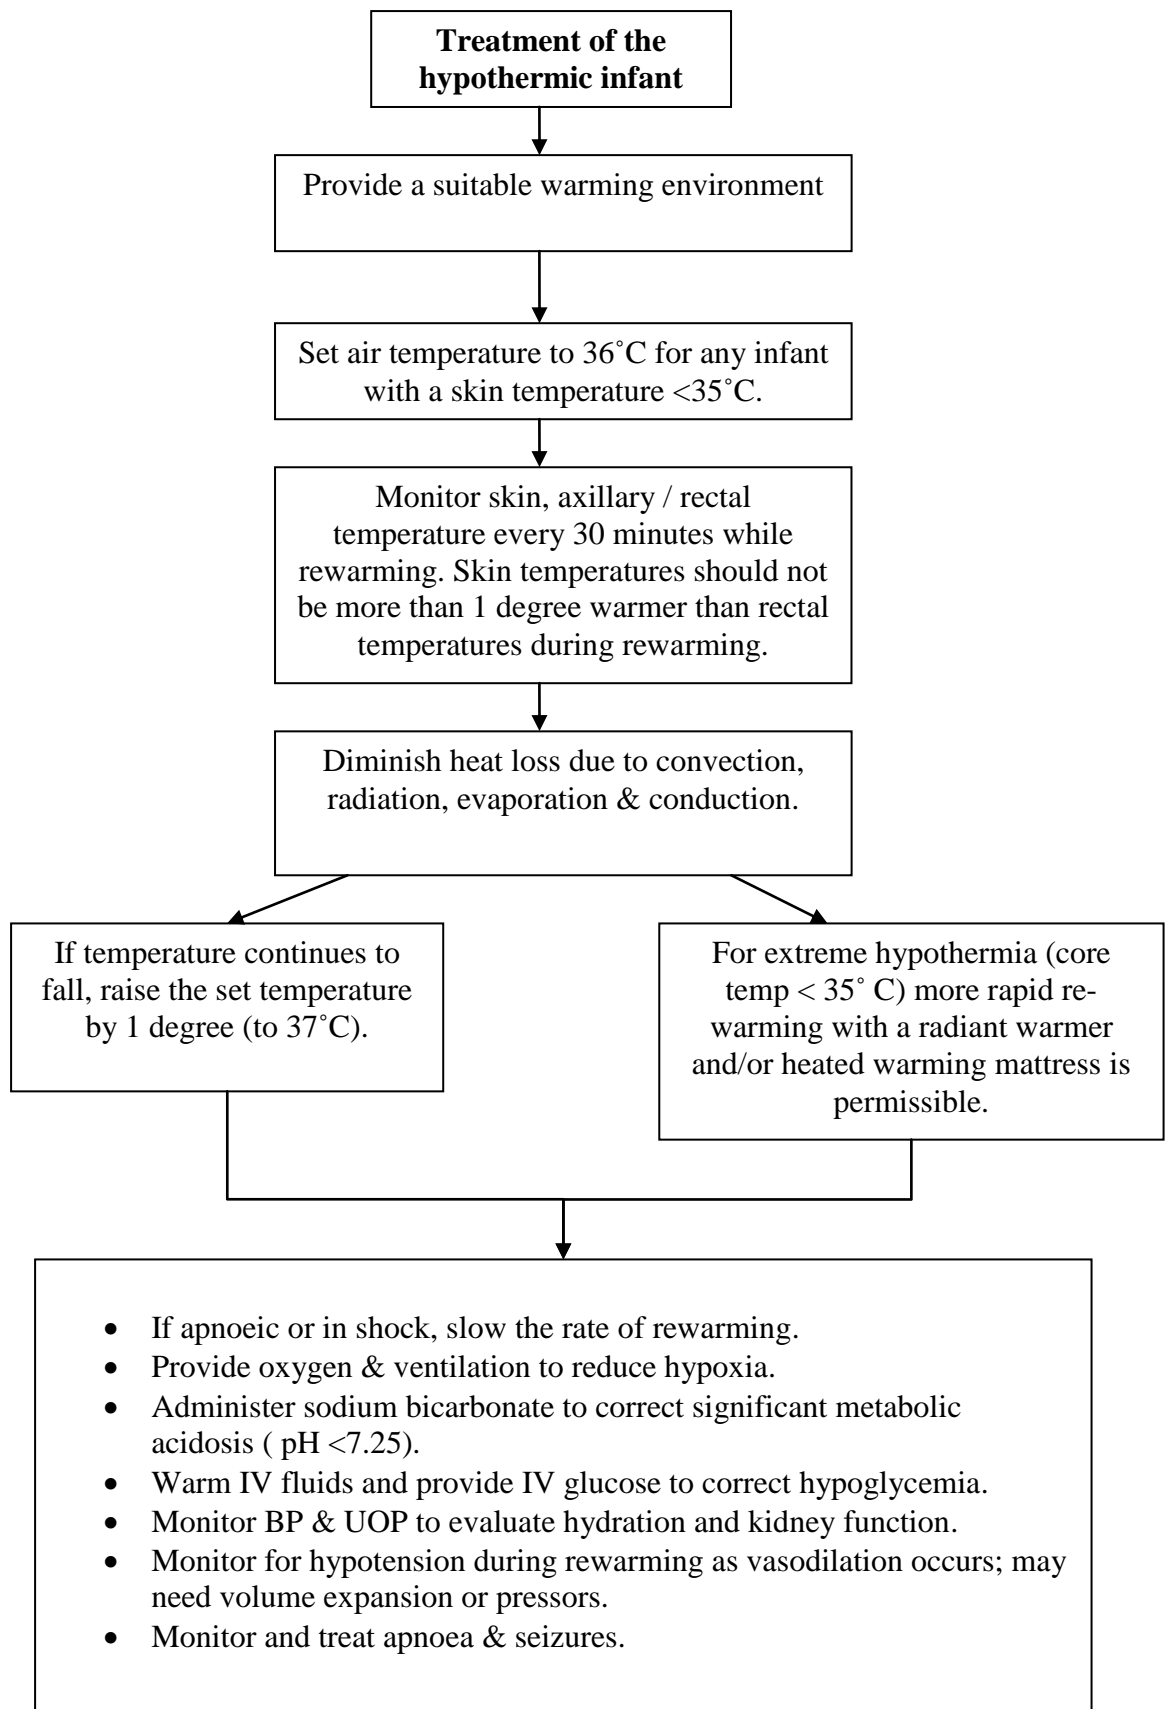 Treatment of the
hypothermic infant
Provide a suitable warming environment
Set air temperature to 36˚C for any infant
with a skin temperature <35˚C.
Monitor skin, axillary / rectal
temperature every 30 minutes while
rewarming. Skin temperatures should not
be more than 1 degree warmer than rectal
temperatures during rewarming.
Diminish heat loss due to convection,
radiation, evaporation & conduction.
If temperature continues to
fall, raise the set temperature
by 1 degree (to 37˚C).
For extreme hypothermia (core
temp < 35˚ C) more rapid re-
warming with a radiant warmer
and/or heated warming mattress is
permissible.
• If apnoeic or in shock, slow the rate of rewarming.
• Provide oxygen & ventilation to reduce hypoxia.
• Administer sodium bicarbonate to correct significant metabolic
acidosis ( pH <7.25).
• Warm IV fluids and provide IV glucose to correct hypoglycemia.
• Monitor BP & UOP to evaluate hydration and kidney function.
• Monitor for hypotension during rewarming as vasodilation occurs; may
need volume expansion or pressors.
• Monitor and treat apnoea & seizures.